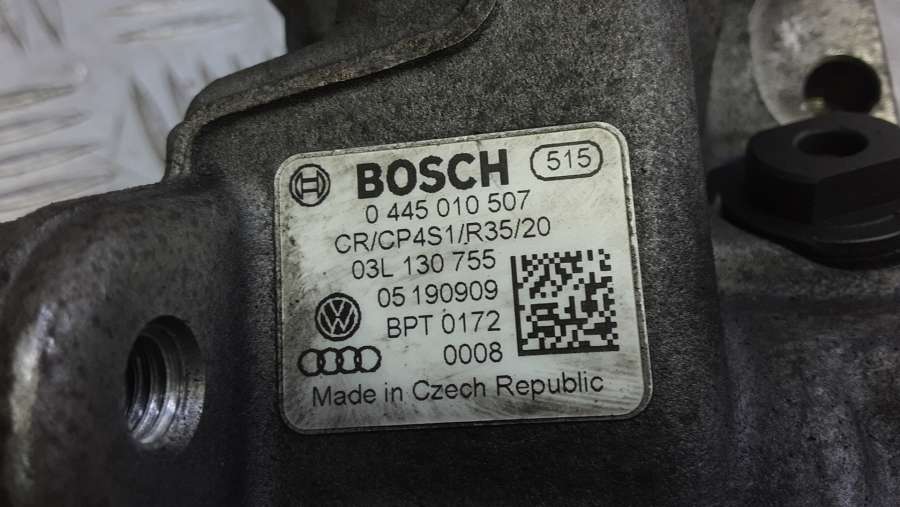 BOSCH 515
0 445 010 507
CR/CP4S1/R35/20
03L 130 755
05 190909
BPT 0172
0008
Made in Czech Republic